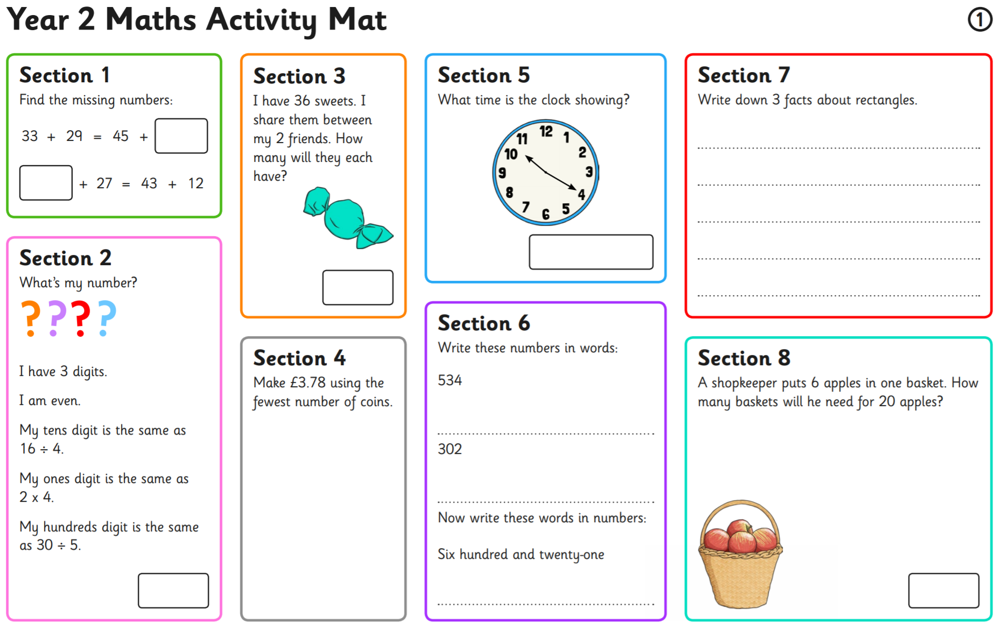 Year 2 Maths Activity Mat
1
Section 1
Find the missing numbers:
33 + 29 = 45 +
+ 27 = 43 + 12
Section 2
What's my number?
? ? ? ?
I have 3 digits.
I am even.
My tens digit is the same as
16 ÷ 4.
My ones digit is the same as
2 x 4.
My hundreds digit is the same
as 30 ÷ 5.
Section 3
I have 36 sweets. I
share them between
my 2 friends. How
many will they each
have?
Section 4
Make £3.78 using the
fewest number of coins.
Section 5
What time is the clock showing?
12
1
2
3
4
5
6
7
8
9
10
11
Section 6
Write these numbers in words:
534
302
Now write these words in numbers:
Six hundred and twenty-one
Section 7
Write down 3 facts about rectangles.
Section 8
A shopkeeper puts 6 apples in one basket. How
many baskets will he need for 20 apples?